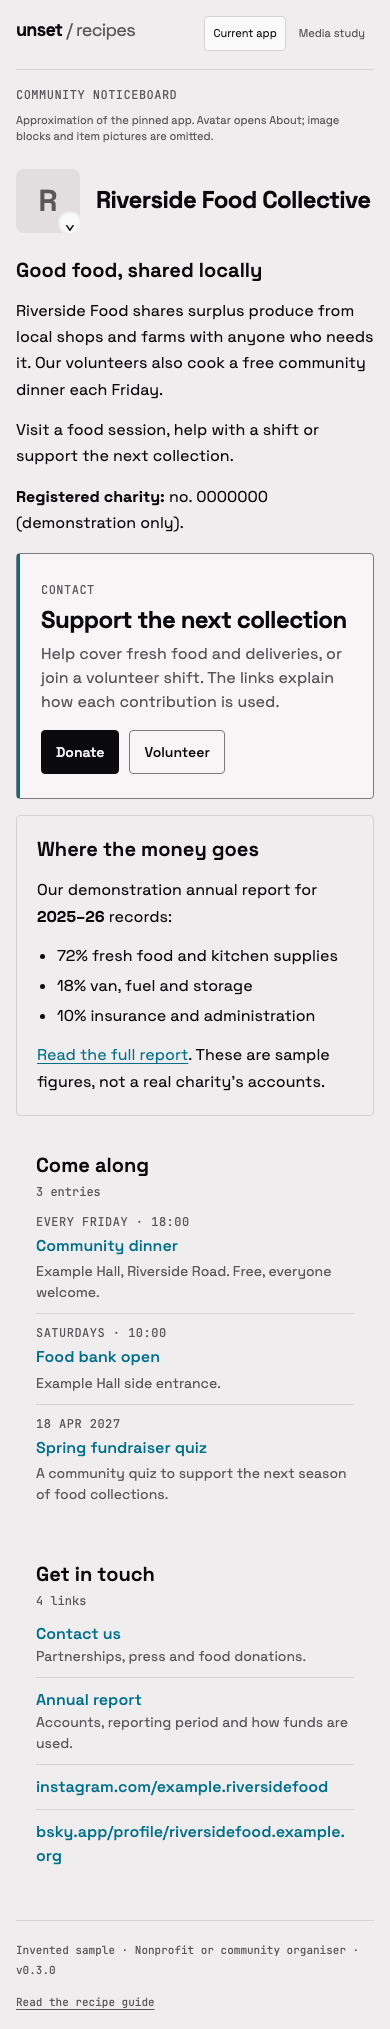 unset / recipes
Current app
Media study
COMMUNITY NOTICEBOARD
Approximation of the pinned app. Avatar opens About; image
blocks and item pictures are omitted.
R
Riverside Food Collective
Good food, shared locally
Riverside Food shares surplus produce from
local shops and farms with anyone who needs
it. Our volunteers also cook a free community
dinner each Friday.
Visit a food session, help with a shift or
support the next collection.
Registered charity: no. 0000000
(demonstration only).
CONTACT
Support the next collection
Help cover fresh food and deliveries, or
join a volunteer shift. The links explain
how each contribution is used.
Donate
Volunteer
Where the money goes
Our demonstration annual report for
2025–26 records:
• 72% fresh food and kitchen supplies
• 18% van, fuel and storage
• 10% insurance and administration
Read the full report. These are sample
figures, not a real charity's accounts.
Come along
3 entries
EVERY FRIDAY · 18:00
Community dinner
Example Hall, Riverside Road. Free, everyone
welcome.
SATURDAYS · 10:00
Food bank open
Example Hall side entrance.
18 APR 2027
Spring fundraiser quiz
A community quiz to support the next season
of food collections.
Get in touch
4 links
Contact us
Partnerships, press and food donations.
Annual report
Accounts, reporting period and how funds are
used.
instagram.com/example.riversidefood
bsky.app/profile/riversidefood.example.
org
Invented sample · Nonprofit or community organiser ·
v0.3.0
Read the recipe guide